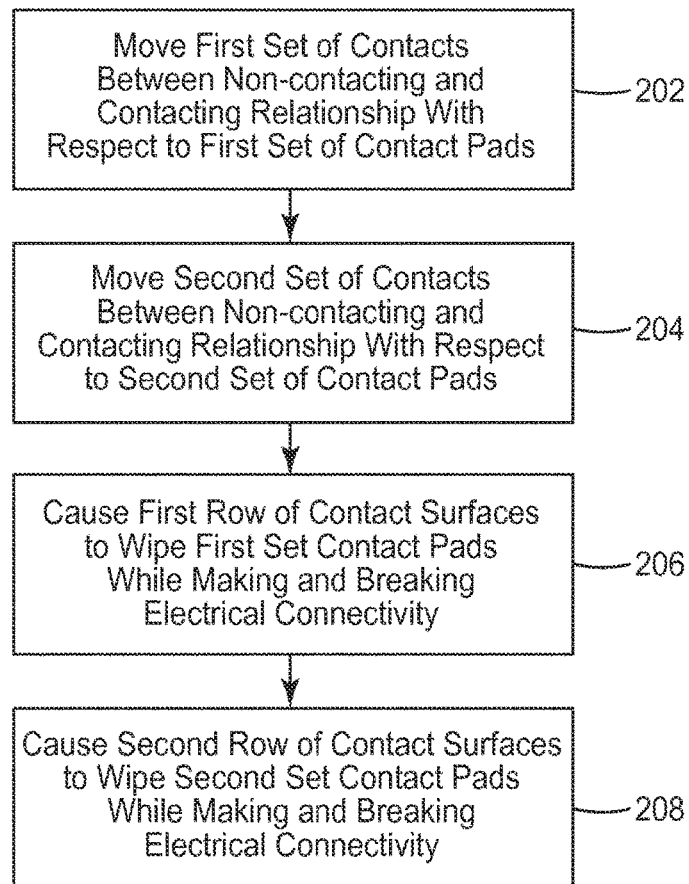 Move First Set of Contacts
Between Non-contacting and
Contacting Relationship With
Respect to First Set of Contact Pads
202
Move Second Set of Contacts
Between Non-contacting and
Contacting Relationship With Respect
to Second Set of Contact Pads
204
Cause First Row of Contact Surfaces
to Wipe First Set Contact Pads
While Making and Breaking
Electrical Connectivity
206
Cause Second Row of Contact Surfaces
to Wipe Second Set Contact Pads
While Making and Breaking
Electrical Connectivity
208